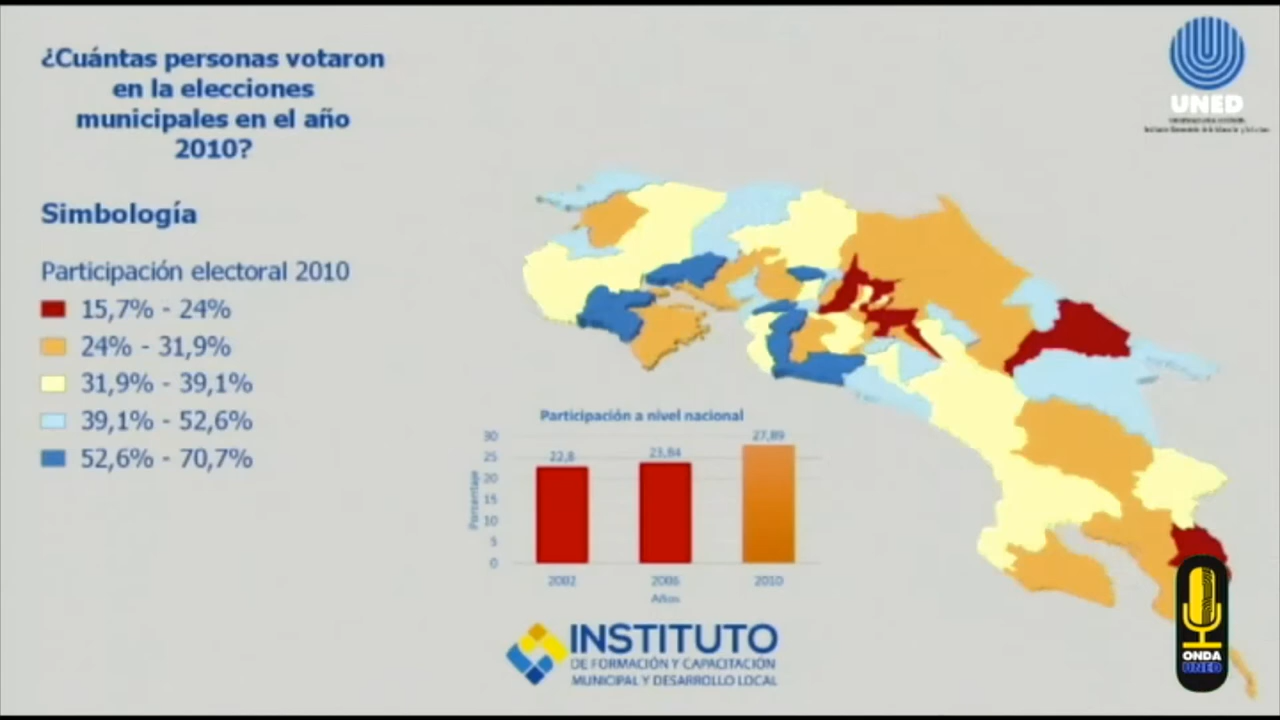 ¿Cuántas personas votaron
en la elecciones
municipales en el año
2010?
UNED
Simbología
Participación electoral 2010
15,7% - 24%
24% - 31,9%
31,9% - 39,1%
39,1% - 52,6%
52,6% - 70,7%
Participación a nivel nacional
30
25
20
15
10
5
0
Porcentaje
22,8
23,84
27,89
2002
2006
2010
Años
INSTITUTO
DE FORMACIÓN Y CAPACITACIÓN
MUNICIPAL Y DESARROLLO LOCAL
ONDA
UNED